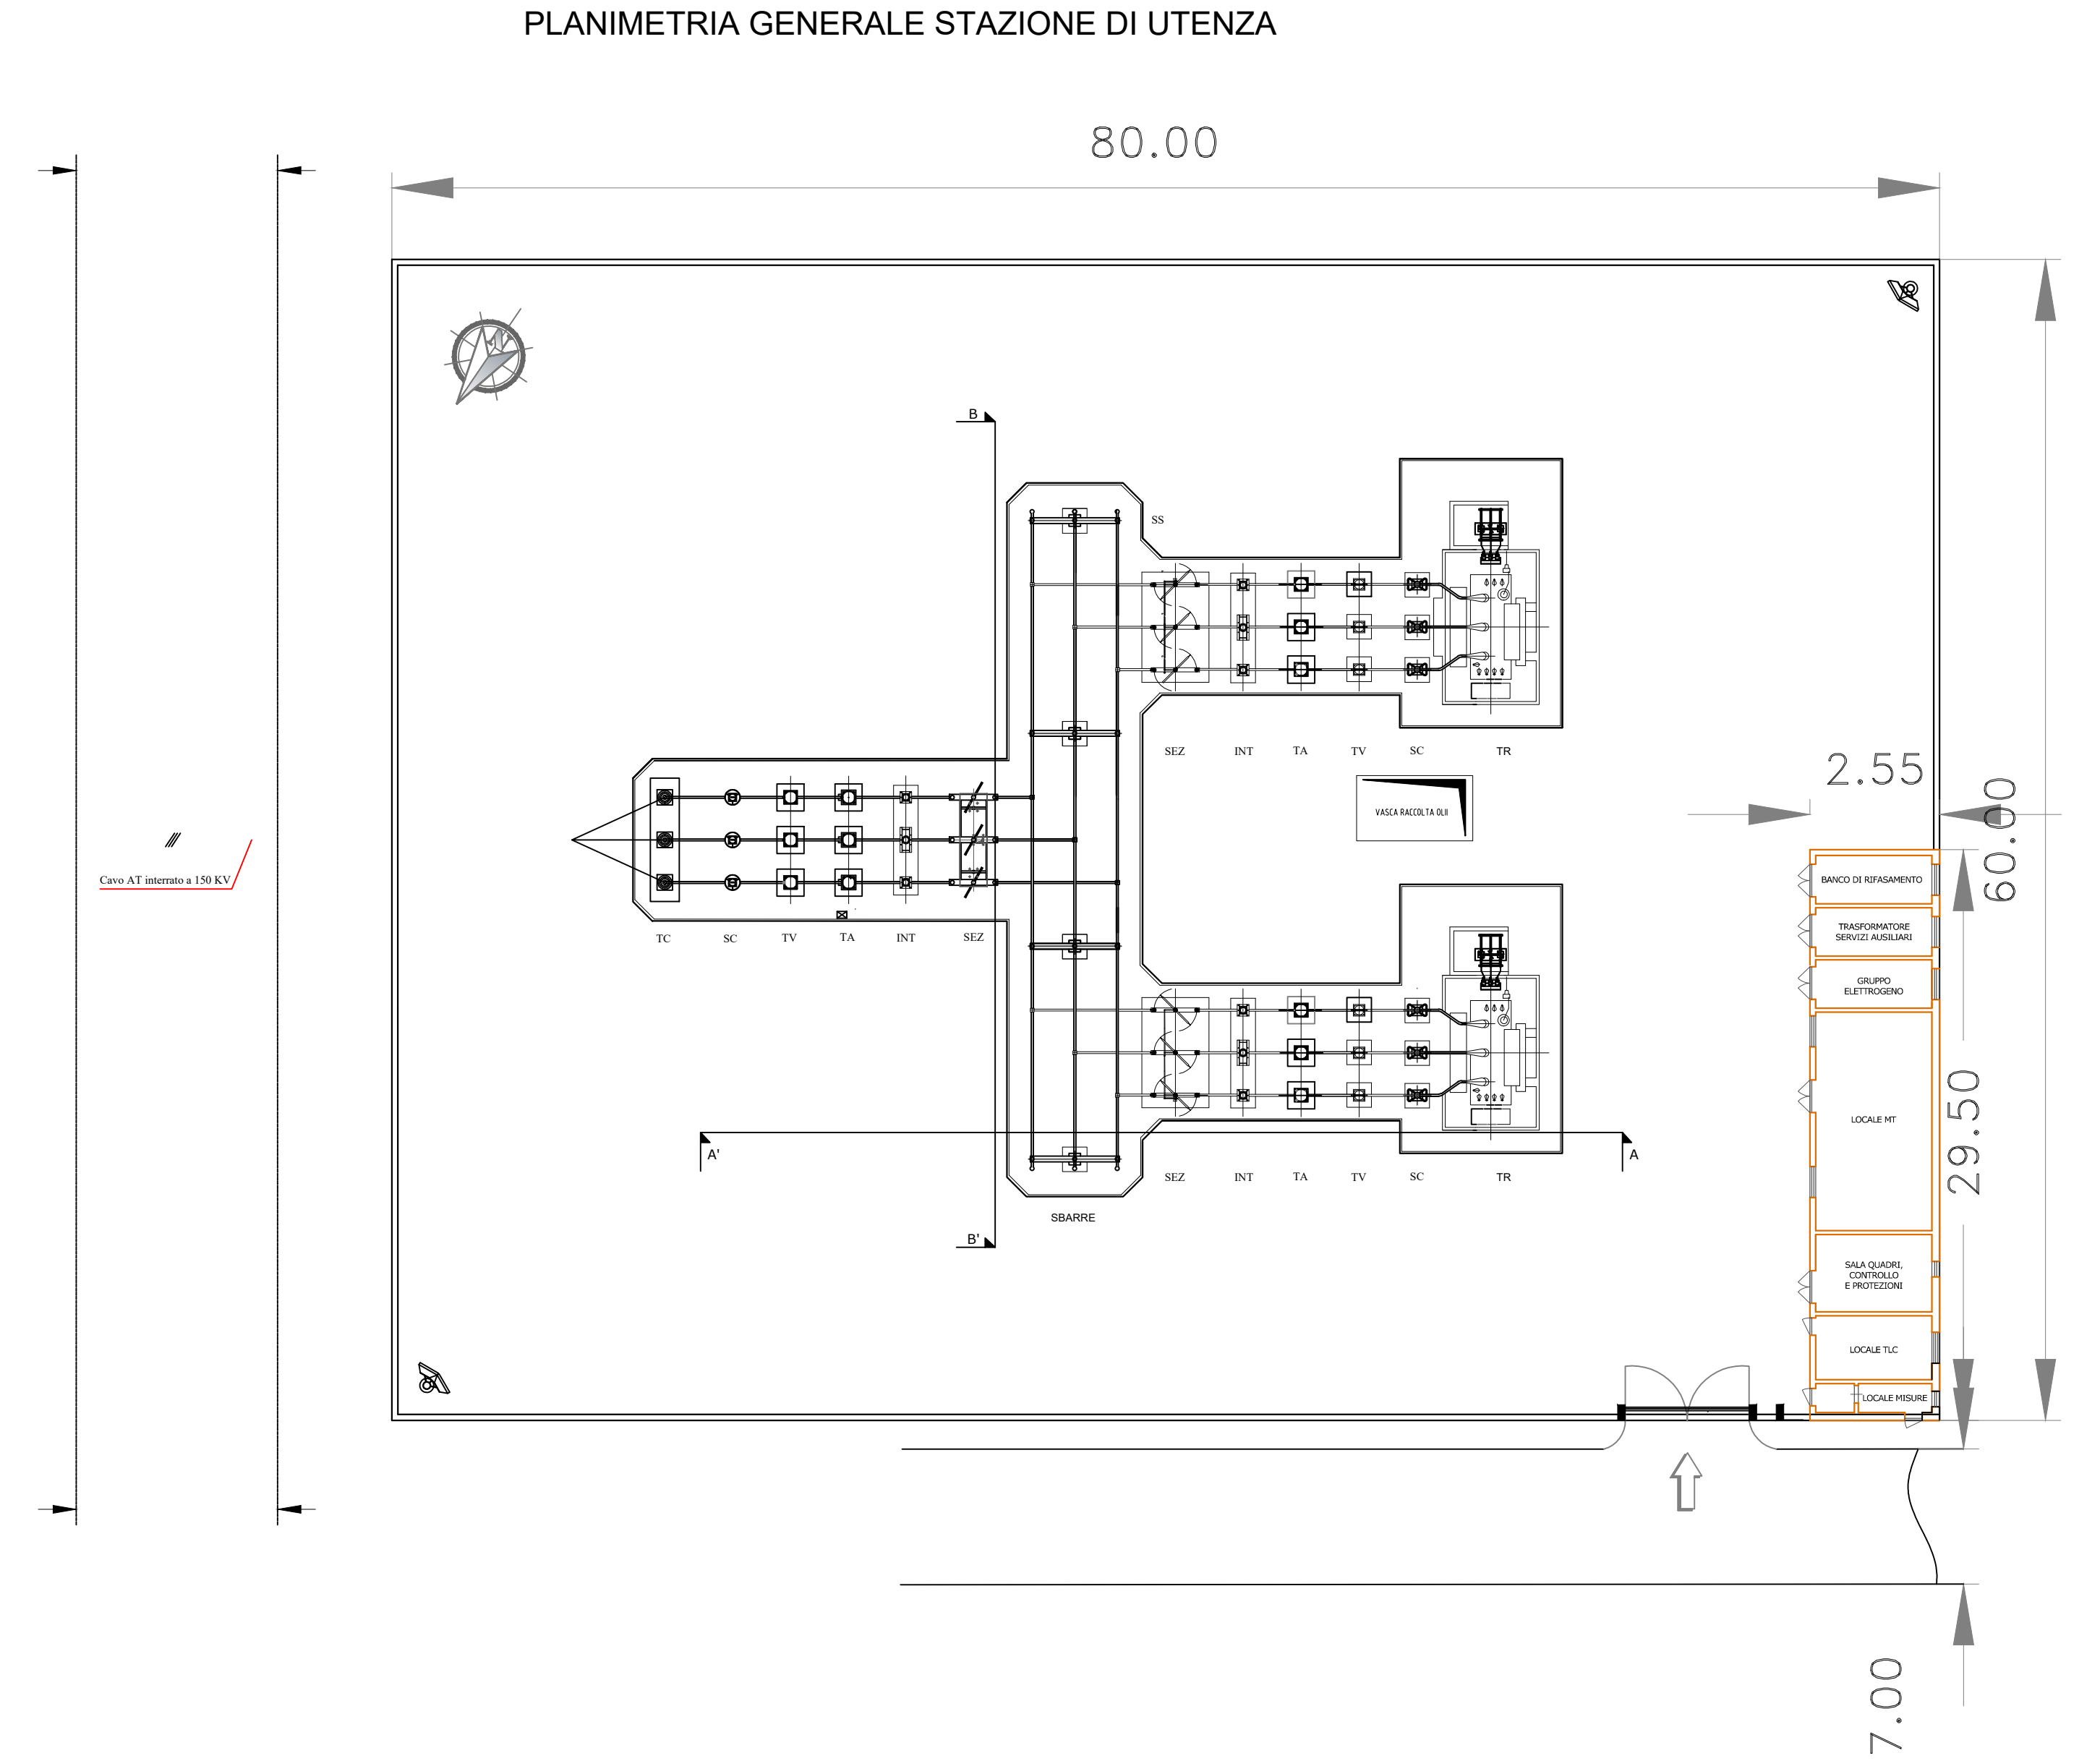 PLANIMETRIA GENERALE STAZIONE DI UTENZA
80.00
N
B
SS
SEZ INT TA TV SC TR
2.55
60.00
VASCA RACCOLTA OLII
Cavo AT interrato a 150 KV
TC SC TV TA INT SEZ
BANCO DI RIFASAMENTO
TRASFORMATORE
SERVIZI AUSILIARI
GRUPPO
ELETTROGENO
LOCALE MT
29.50
A'
A
SEZ INT TA TV SC TR
SBARRE
B'
SALA QUADRI,
CONTROLLO
E PROTEZIONI
LOCALE TLC
LOCALE MISURE
7.00